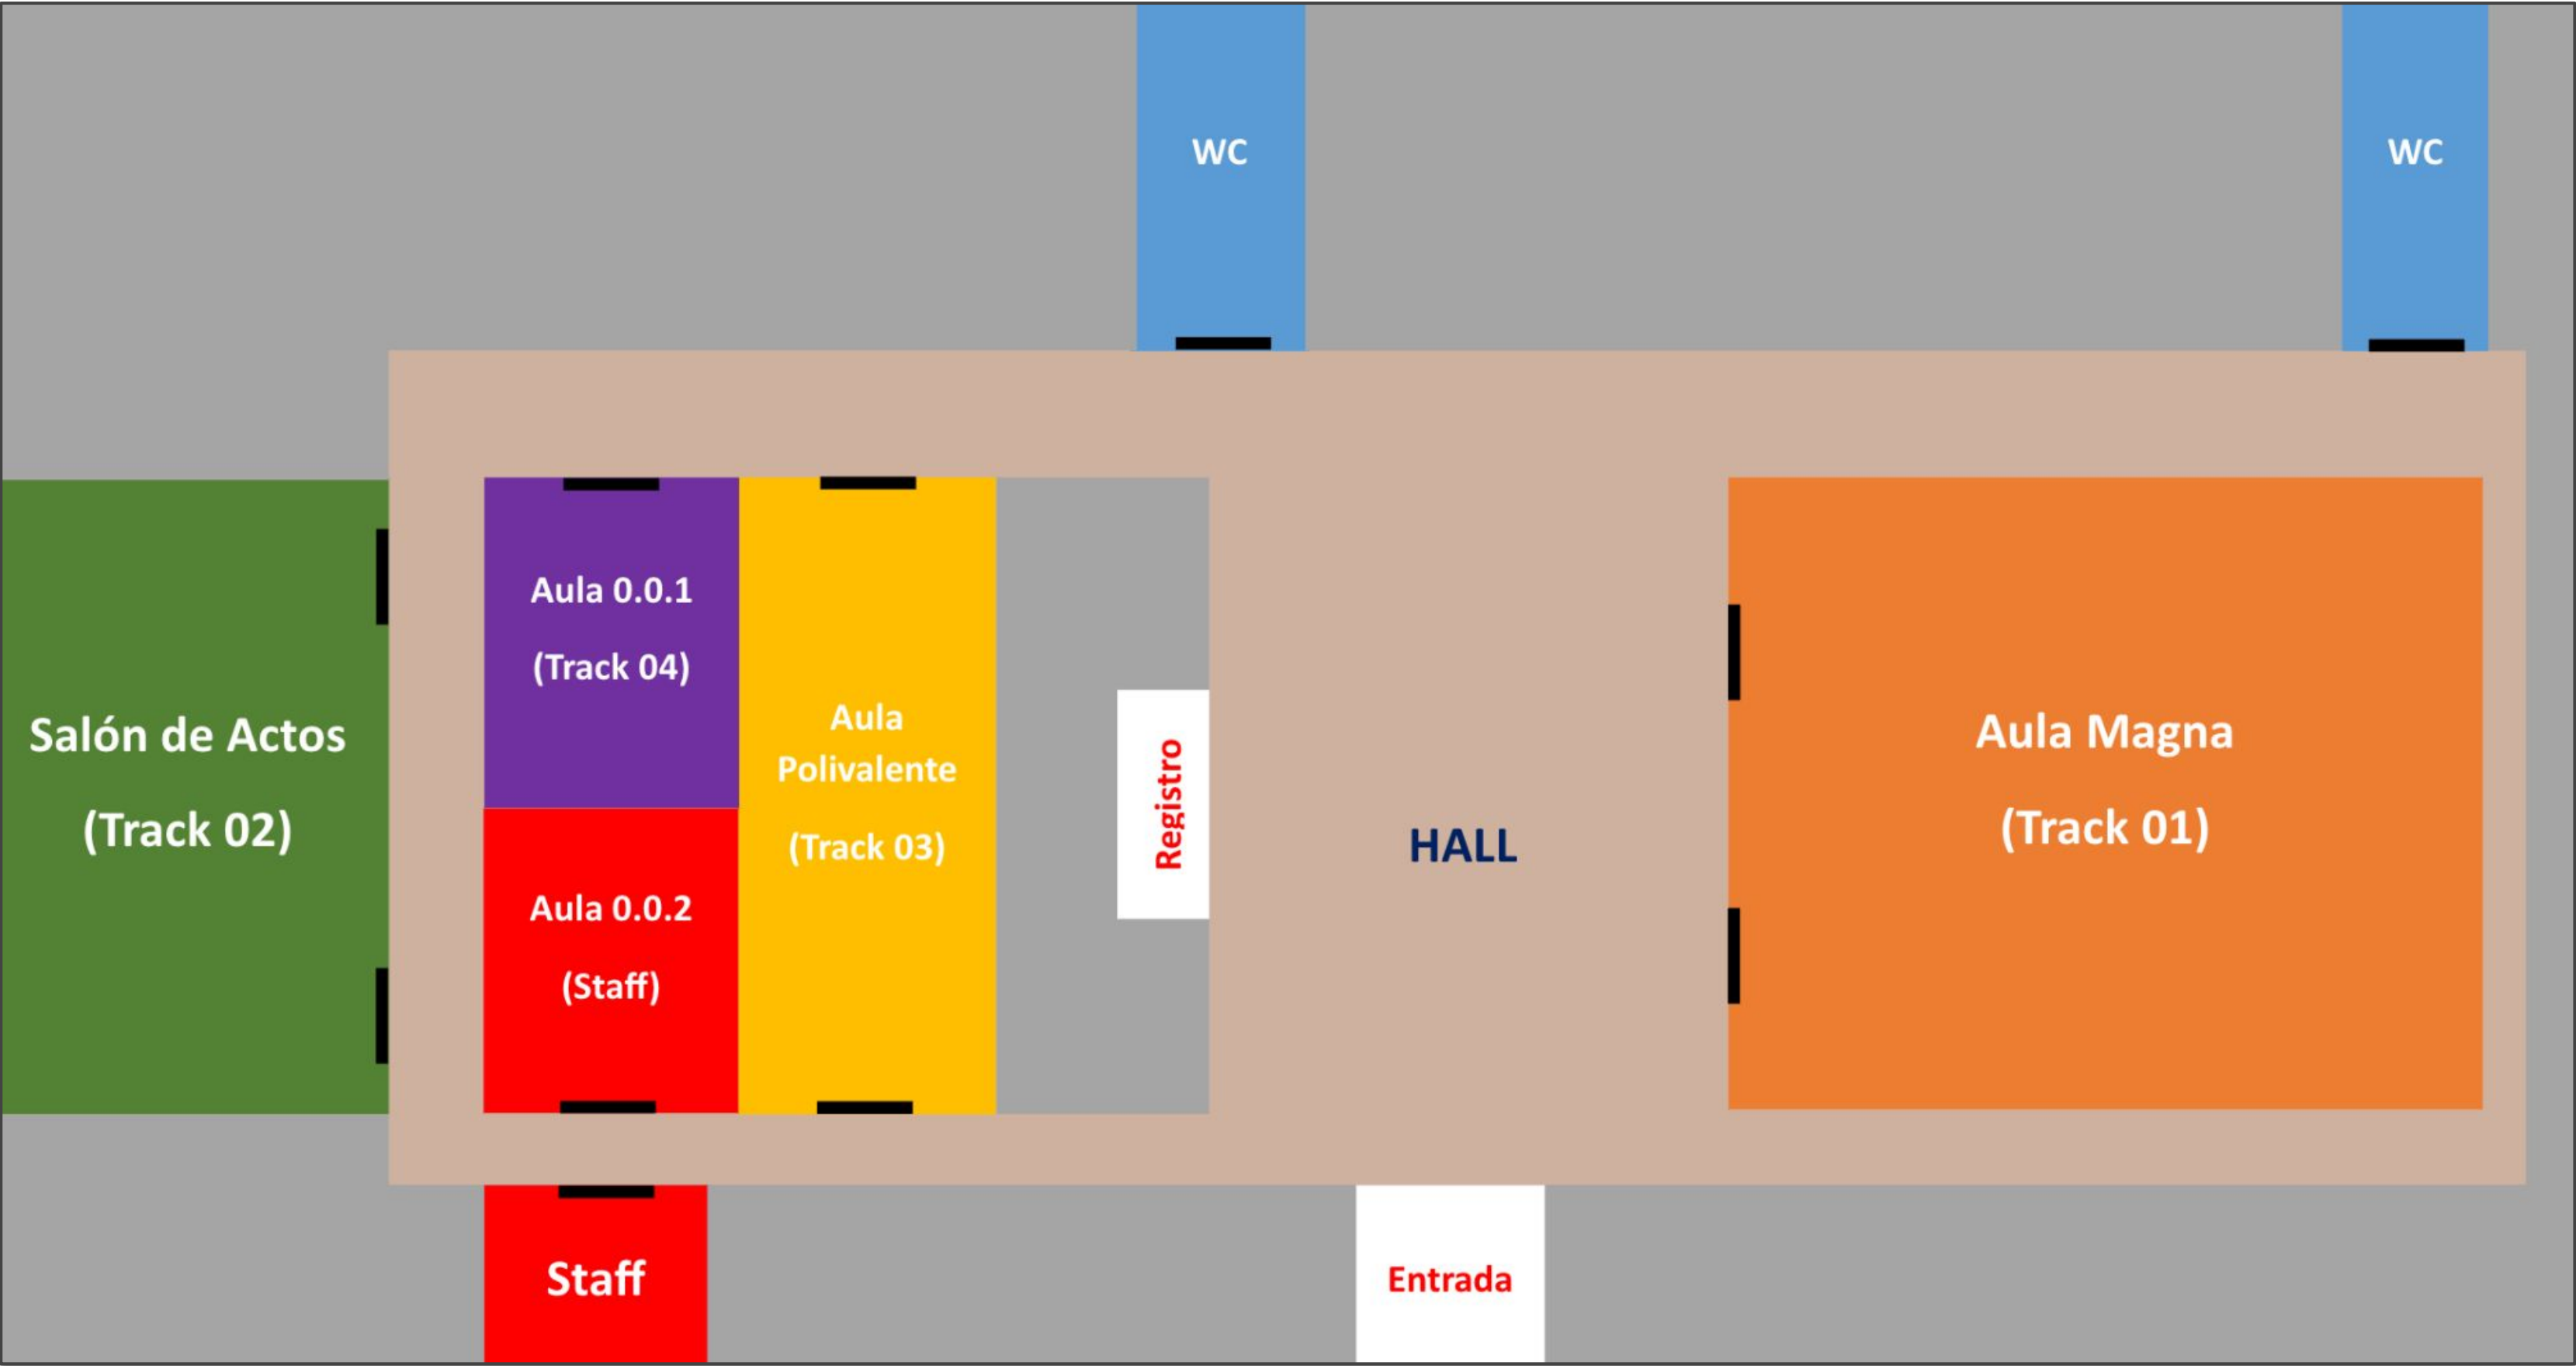 WC
WC
Salón de Actos
(Track 02)
Aula 0.0.1
(Track 04)
Aula 0.0.2
(Staff)
Aula
Polivalente
(Track 03)
Registro
HALL
Aula Magna
(Track 01)
Staff
Entrada